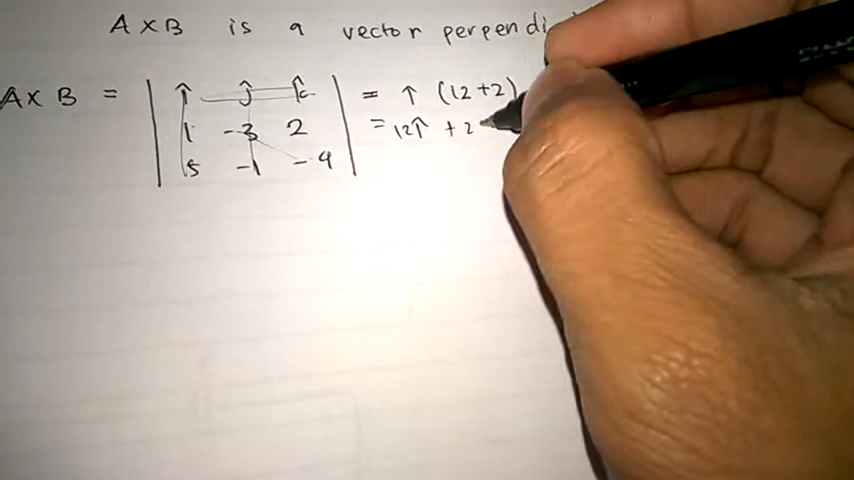 A×B is a vector perpendi
A× B = | î ĵ k̂ | = î (12+2)
| 1 -3 2 | = 12î + 2
| 5 -1 -4 |